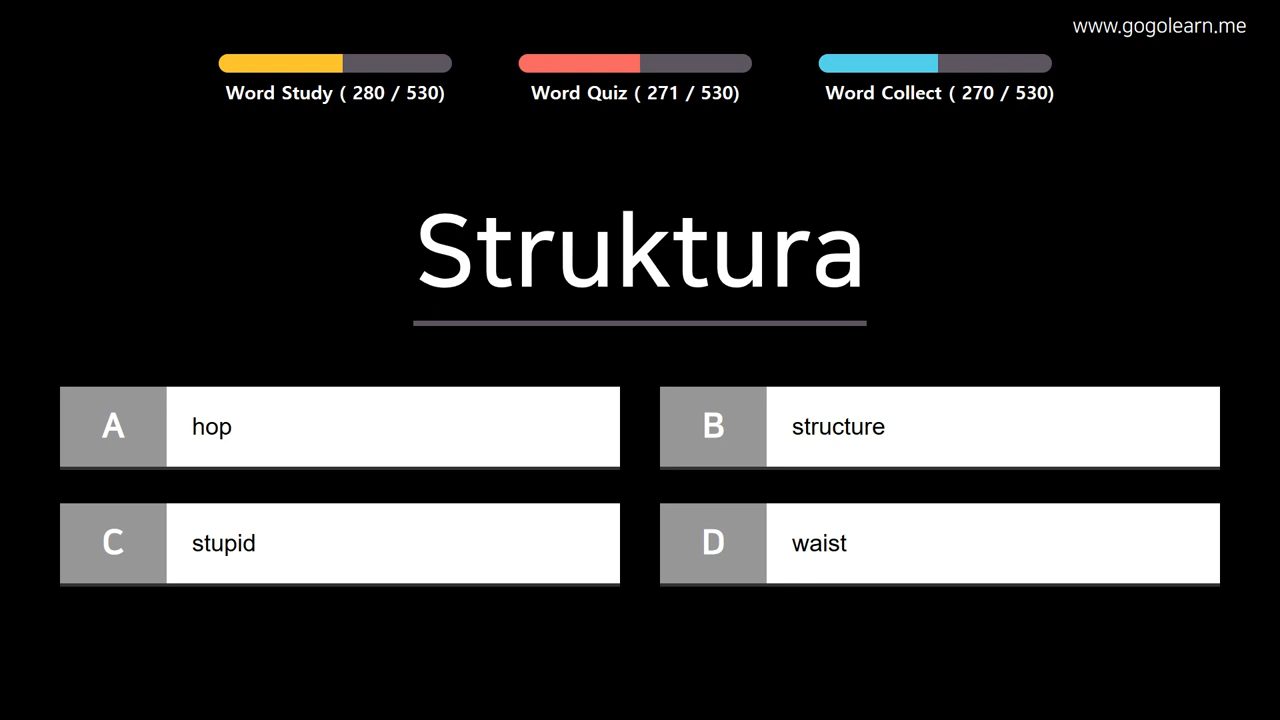 www.gogolearn.me
Word Study ( 280 / 530)
Word Quiz ( 271 / 530)
Word Collect ( 270 / 530)
Struktura
A
hop
B
structure
C
stupid
D
waist